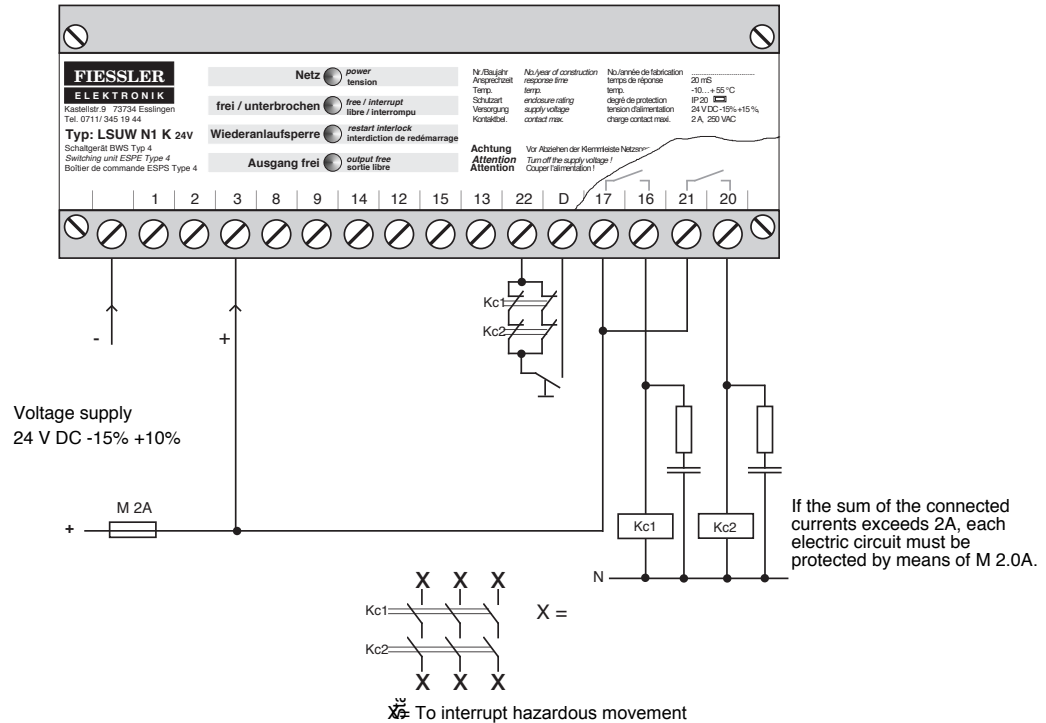 FIESSLER
ELEKTRONIK
Kastellstr.9 73734 Esslingen
Tel. 0711/ 345 19 44
Typ: LSUW N1 K 24V
Schaltgerät BWS Typ 4
Switching unit ESPE Type 4
Boîtier de commande ESPS Type 4
Netz power
tension
frei / unterbrochen free / interrupt
libre / interrompu
Wiederanlaufsperre restart interlock
interdiction de redémarrage
Ausgang frei output free
sortie libre
Nr./Baujahr No./year of construction No./année de fabrication ........................
Ansprechzeit response time temps de réponse 20 mS
Temp. temp. temp. -10…+55 °C
Schutzart enclosure rating degré de protection IP 20
Versorgung supply voltage tension d'alimentation 24 V DC -15%+15 %,
Kontaktbel. contact max. charge contact maxi. 2 A, 250 VAC
Achtung Vor Abziehen der Klemmleiste
Attention Turn off the supply voltage !
Attention Couper l'alimentation !
1 2 3 8 9 14 12 15 13 22 D 17 16 21 20
- +
Kc1
Kc2
Voltage supply
24 V DC -15% +10%
M 2A
+
Kc1 Kc2
N
If the sum of the connected
currents exceeds 2A, each
electric circuit must be
protected by means of M 2.0A.
X X X
Kc1
Kc2
X =
X X X
X= To interrupt hazardous movement